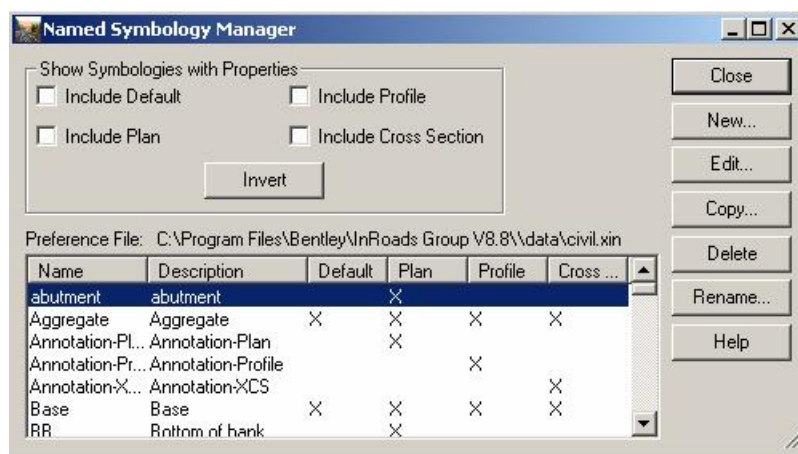 Named Symbology Manager
Show Symbologies with Properties
Include Default Include Profile
Include Plan Include Cross Section
Invert
Close
New...
Edit...
Copy...
Delete
Rename...
Help
Preference File: C:\Program Files\Bentley\InRoads Group V8.8\\data\civil.xin
Name Description Default Plan Profile Cross ...
abutment abutment X
Aggregate Aggregate X X X X
Annotation-Pl... Annotation-Plan X
Annotation-Pr... Annotation-Profile X
Annotation-X... Annotation-XCS X
Base Base X X X X
BB Bottom of bank X